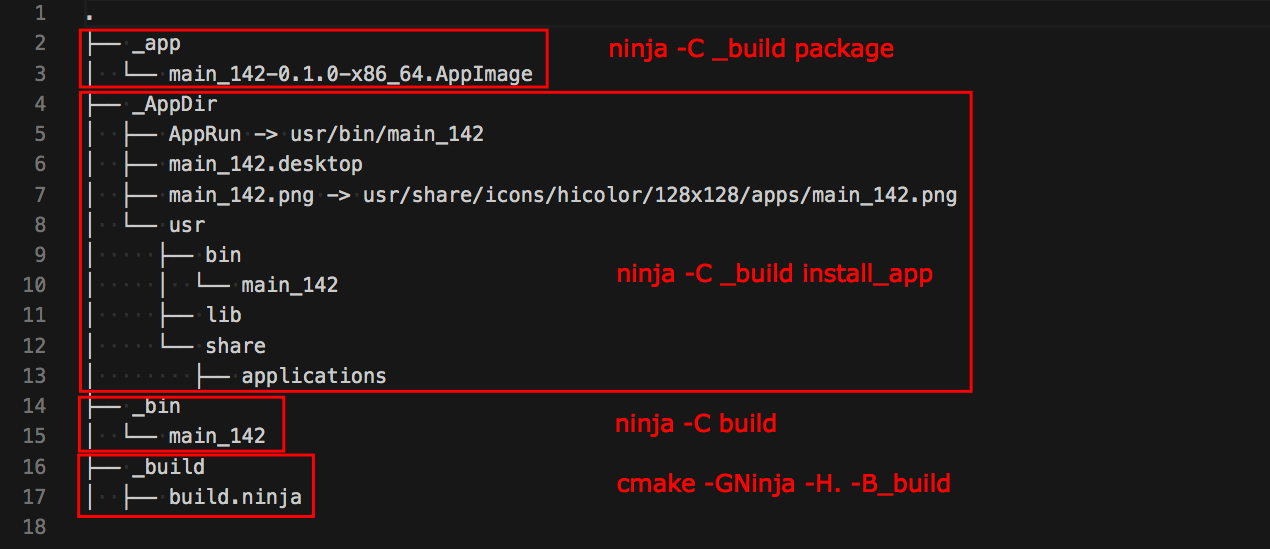 1 .
2 ├── _app ninja -C _build package
3 │ └── main_142-0.1.0-x86_64.AppImage
4 ├── _AppDir
5 │ ├── AppRun -> usr/bin/main_142
6 │ ├── main_142.desktop
7 │ ├── main_142.png -> usr/share/icons/hicolor/128x128/apps/main_142.png
8 │ └── usr
9 │ ├── bin
10 │ │ └── main_142 ninja -C _build install_app
11 │ ├── lib
12 │ └── share
13 │ ├── applications
14 ├── _bin ninja -C build
15 │ └── main_142
16 ├── _build cmake -GNinja -H. -B_build
17 │ ├── build.ninja
18